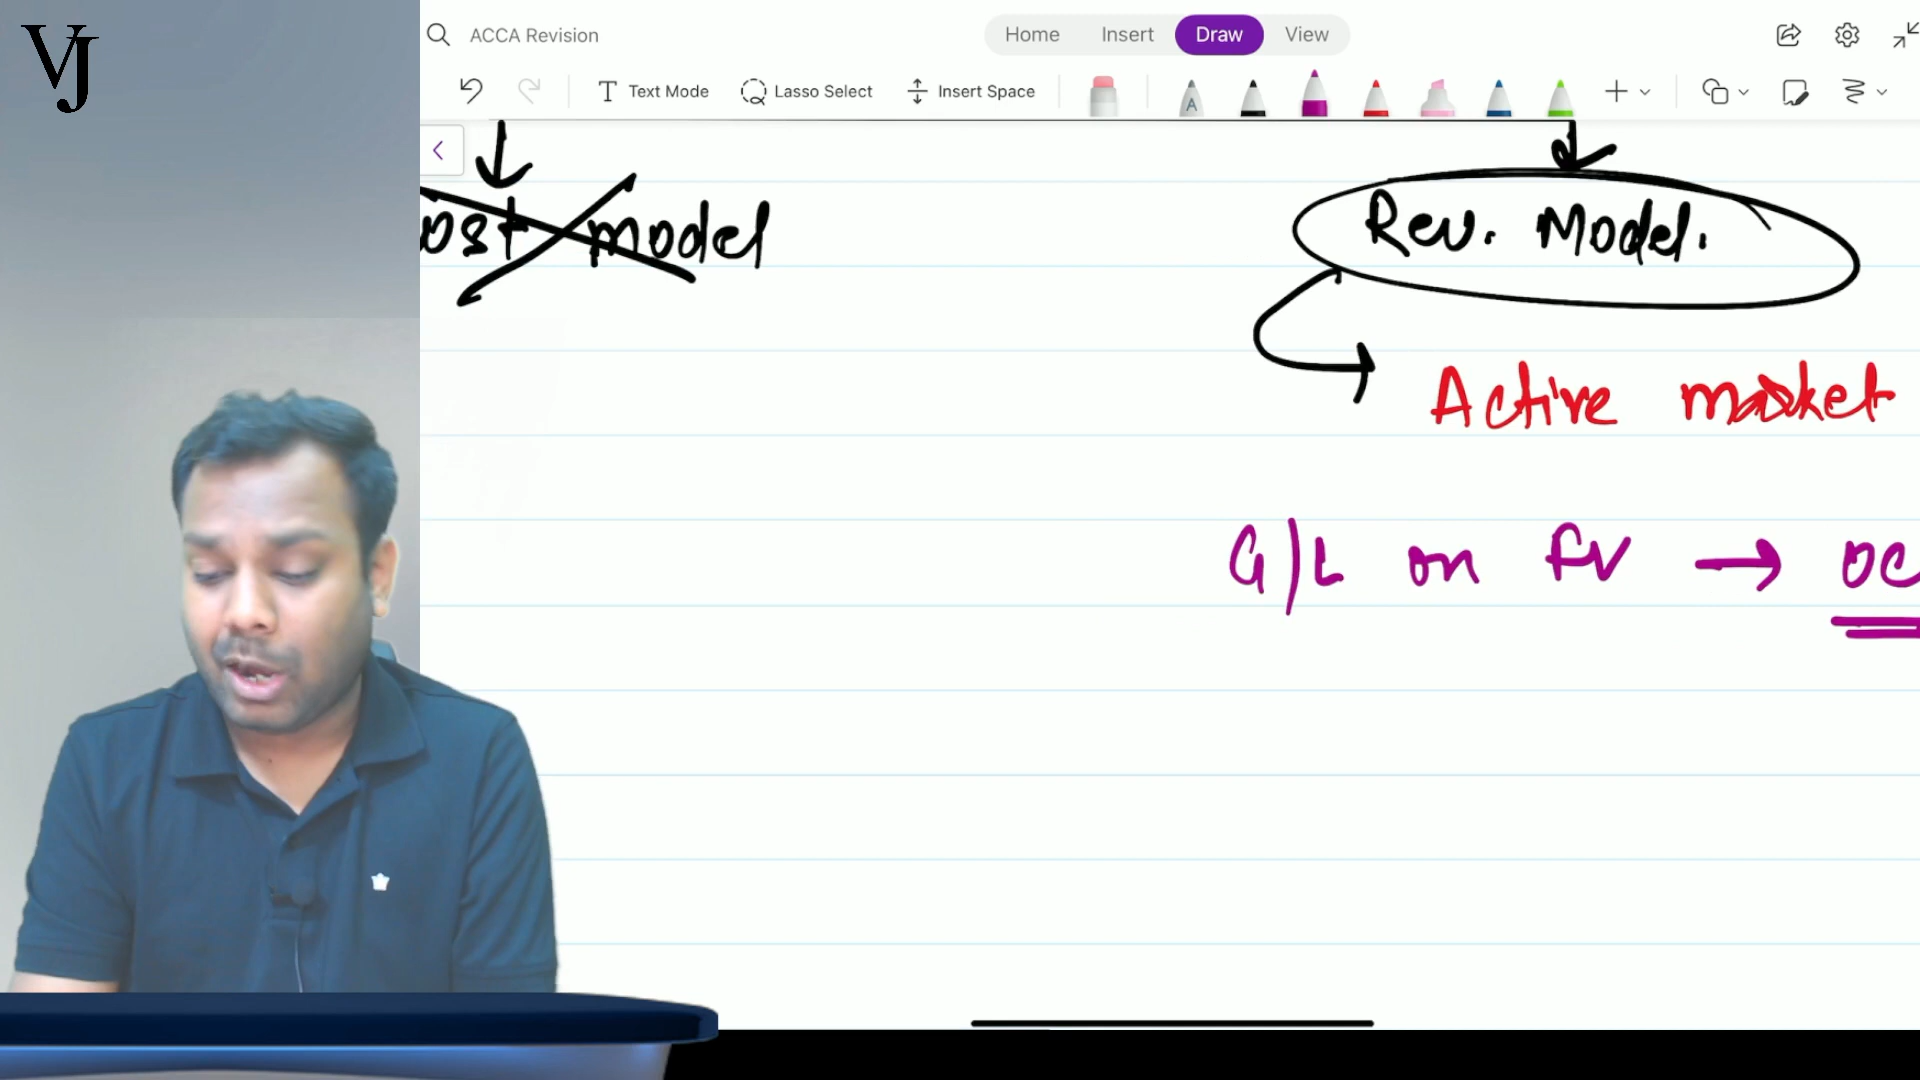 VJ
ACCA Revision
Home Insert Draw View
Text Mode Lasso Select Insert Space
A
ost model
Rev. Model.
Active market
G/L on FV → OC